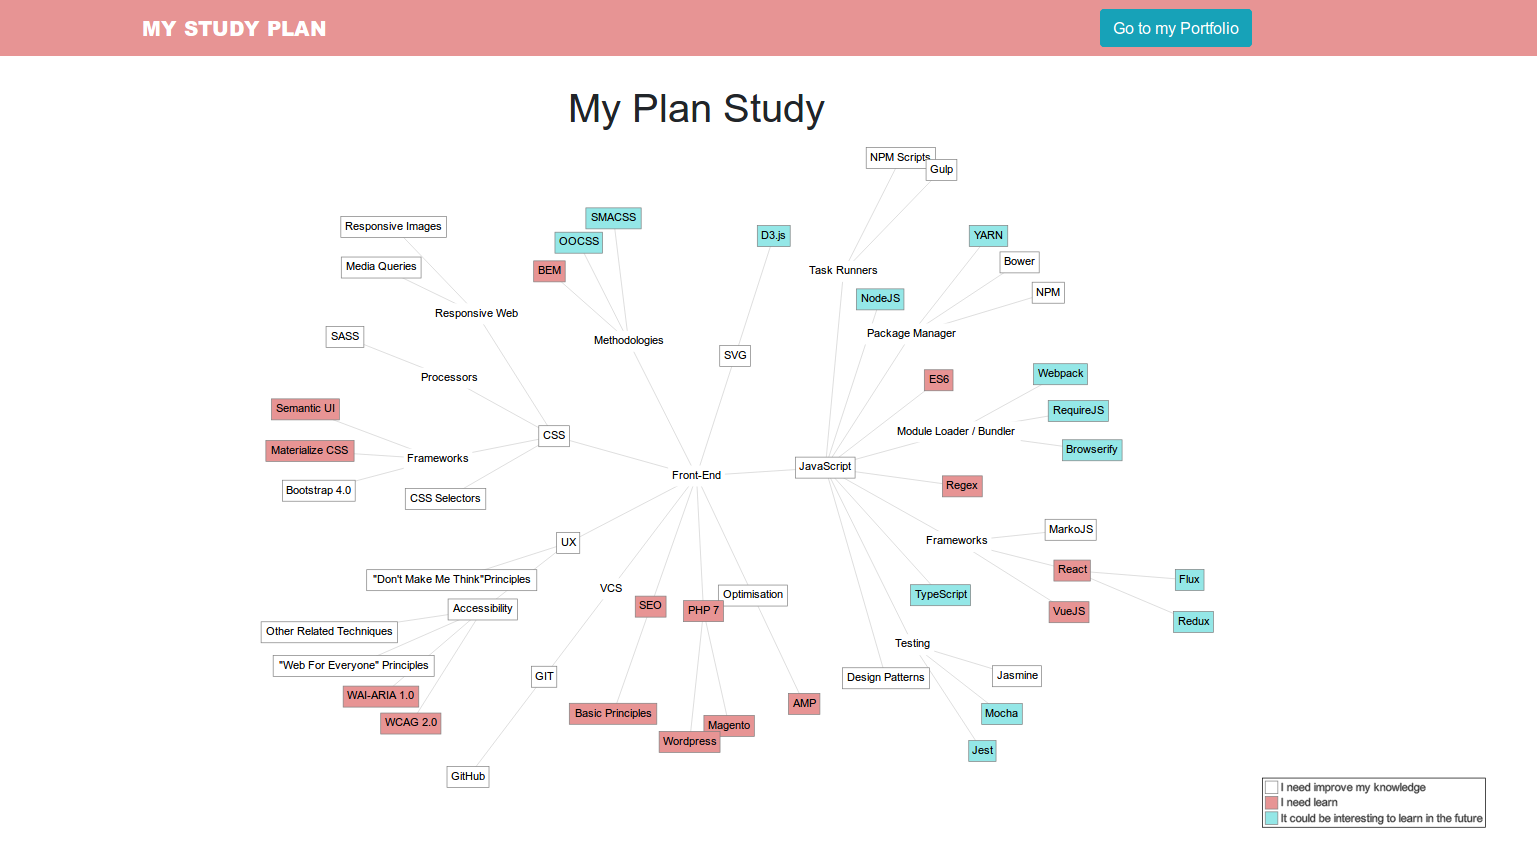 MY STUDY PLAN
Go to my Portfolio
My Plan Study
NPM Scripts
Gulp
SMACSS
Responsive Images
OOCSS
D3.js
YARN
Media Queries
BEM
Task Runners
Bower
NodeJS
NPM
Responsive Web
SASS
Methodologies
Package Manager
SVG
Processors
ES6
Webpack
Semantic UI
RequireJS
CSS
Module Loader / Bundler
Materialize CSS
Frameworks
Browserify
Front-End
JavaScript
Bootstrap 4.0
CSS Selectors
Regex
UX
Frameworks
MarkoJS
"Don't Make Me Think"Principles
VCS
React
Flux
Accessibility
SEO
PHP 7
Optimisation
TypeScript
VueJS
Redux
Other Related Techniques
Testing
"Web For Everyone" Principles
GIT
Design Patterns
Jasmine
WAI-ARIA 1.0
AMP
WCAG 2.0
Basic Principles
Magento
Mocha
Wordpress
Jest
GitHub
I need improve my knowledge
I need learn
It could be interesting to learn in the future